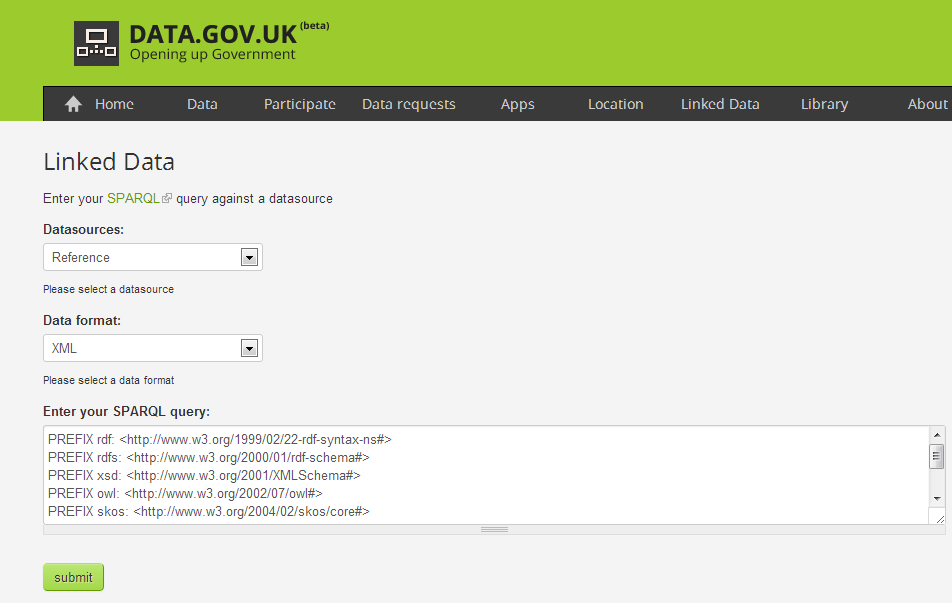 DATA.GOV.UK (beta)
Opening up Government
Home Data Participate Data requests Apps Location Linked Data Library About
Linked Data
Enter your SPARQL query against a datasource
Datasources:
Reference
Please select a datasource
Data format:
XML
Please select a data format
Enter your SPARQL query:
PREFIX rdf: <http://www.w3.org/1999/02/22-rdf-syntax-ns#>
PREFIX rdfs: <http://www.w3.org/2000/01/rdf-schema#>
PREFIX xsd: <http://www.w3.org/2001/XMLSchema#>
PREFIX owl: <http://www.w3.org/2002/07/owl#>
PREFIX skos: <http://www.w3.org/2004/02/skos/core#>
submit